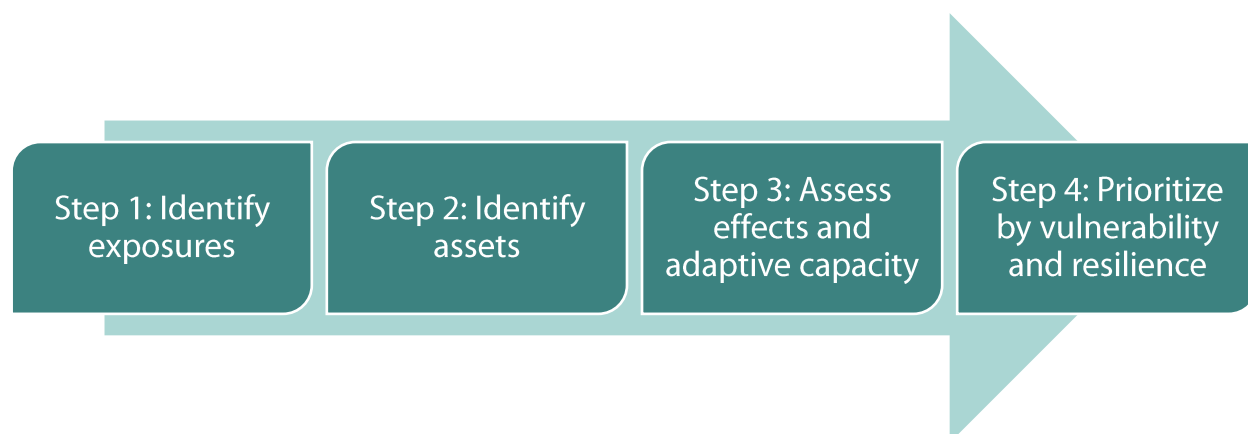 Step 1: Identify
exposures
Step 2: Identify
assets
Step 3: Assess
effects and
adaptive capacity
Step 4: Prioritize
by vulnerability
and resilience